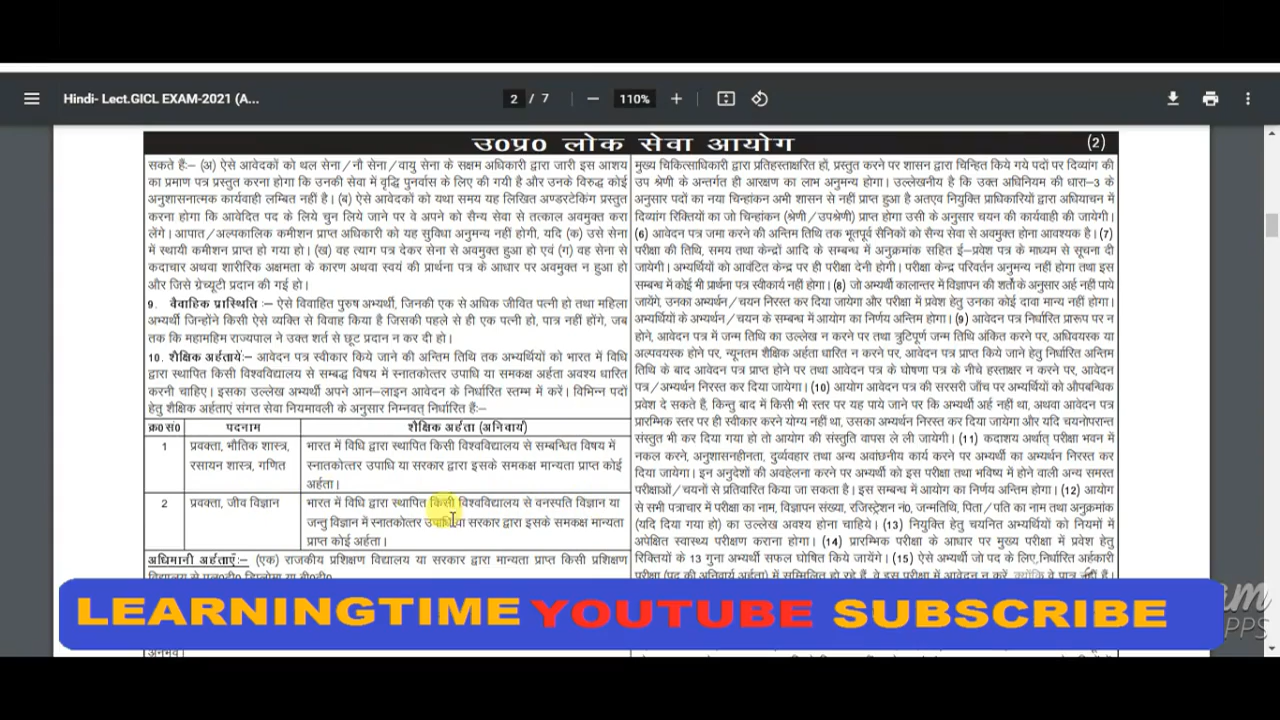 Hindi- Lect.GICL EXAM-2021 (A...
2 / 7
110%
उ0प्र0 लोक सेवा आयोग
(2)
सकते हैं:- (अ) ऐसे आवेदकों को थल सेना/नौ सेना/वायु सेना के सक्षम अधिकारी द्वारा जारी इस आशय
का प्रमाण पत्र प्रस्तुत करना होगा कि उनकी सेवा में वृद्धि पुनर्वास के लिए की गयी है और उनके विरूद्ध कोई
अनुशासनात्मक कार्यवाही लम्बित नहीं है। (ब) ऐसे आवेदकों को यथा समय यह लिखित अण्डरटेकिंग प्रस्तुत
करना होगा कि आवेदित पद के लिए चुन लिये जाने पर वे अपने को सैन्य सेवा से तत्काल अवमुक्त करा
लेंगे। आपात/अल्पकालिक कमीशन प्राप्त अधिकारी को यह सुविधा अनुमन्य नहीं होगी, यदि (क) उसे सेना
में स्थायी कमीशन प्राप्त हो गया हो। (ख) वह त्याग पत्र देकर सेना से अवमुक्त हुआ हो एवं (ग) वह सेना से
कदाचार अथवा शारीरिक अक्षमता के कारण अथवा स्वयं की प्रार्थना पत्र के आधार पर अवमुक्त न हुआ हो
और जिसे ग्रेच्यूटी प्रदान की गई हो।
9. वैवाहिक प्रास्थिति :- ऐसे विवाहित पुरुष अभ्यर्थी, जिनकी एक से अधिक जीवित पत्नी हो तथा महिला
अभ्यर्थी जिन्होंने किसी ऐसे व्यक्ति से विवाह किया है जिसकी पहले से ही एक पत्नी हो, पात्र नहीं होंगे, जब
तक कि महामहिम राज्यपाल ने उक्त शर्त से छूट प्रदान न कर दी हो।
10. शैक्षिक अर्हतायें:- आवेदन पत्र स्वीकार किये जाने की अन्तिम तिथि तक अभ्यर्थियों को भारत में विधि
द्वारा स्थापित किसी विश्वविद्यालय से सम्बद्ध विषय में स्नातकोत्तर उपाधि या समकक्ष अर्हता अवश्य धारित
करनी चाहिए। इसका उल्लेख अभ्यर्थी अपने आन-लाइन आवेदन के निर्धारित स्तम्भ में करें। विभिन्न पदों
हेतु शैक्षिक अर्हताएं संगत सेवा नियमावली के अनुसार निम्नवत् निर्धारित हैं:-
क्र0सं0 पदनाम शैक्षिक अर्हता (अनिवार्य)
1 प्रवक्ता, भौतिक शास्त्र, भारत में विधि द्वारा स्थापित किसी विश्वविद्यालय से सम्बन्धित विषय में
रसायन शास्त्र, गणित स्नातकोत्तर उपाधि या सरकार द्वारा इसके समकक्ष मान्यता प्राप्त कोई
अर्हता।
2 प्रवक्ता, जीव विज्ञान भारत में विधि द्वारा स्थापित किसी विश्वविद्यालय से वनस्पति विज्ञान या
जन्तु विज्ञान में स्नातकोत्तर उपाधि वा सरकार द्वारा इसके समकक्ष मान्यता
प्राप्त कोई अर्हता।
अधिमानी अर्हताएँ:- (एक) राजकीय प्रशिक्षण विद्यालय या सरकार द्वारा मान्यता प्राप्त किसी प्रशिक्षण
विद्यालय से एल0टी0 डिप्लोमा या बी0टी0
मुख्य चिकित्साधिकारी द्वारा प्रतिहस्ताक्षरित हों, प्रस्तुत करने पर शासन द्वारा चिन्हित किये गये पदों पर दिव्यांग की
उप श्रेणी के अन्तर्गत ही आरक्षण का लाभ अनुमन्य होगा। उल्लेखनीय है कि उक्त अधिनियम की धारा-3 के
अनुसार पदों का नया चिन्हांकन अभी शासन से नहीं प्राप्त हुआ है अतएव नियुक्ति प्राधिकारियों द्वारा अधियाचन में
दिव्यांग रिक्तियों का जो चिन्हांकन (श्रेणी/उपश्रेणी) प्राप्त होगा उसी के अनुसार चयन की कार्यवाही की जायेगी।
(6) आवेदन पत्र जमा करने की अन्तिम तिथि तक भूतपूर्व सैनिकों को सैन्य सेवा से अवमुक्त होना आवश्यक है। (7)
परीक्षा की तिथि, समय तथा केन्द्रों आदि के सम्बन्ध में अनुक्रमांक सहित ई-प्रवेश पत्र के माध्यम से सूचना दी
जायेगी। अभ्यर्थियों को आवंटित केन्द्र पर ही परीक्षा देनी होगी। परीक्षा केन्द्र परिवर्तन अनुमन्य नहीं होगा तथा इस
सम्बन्ध में कोई भी प्रार्थना पत्र स्वीकार्य नहीं होगा। (8) जो अभ्यर्थी कालान्तर में विज्ञापन की शर्तों के अनुसार अर्ह नहीं पाये
जायेंगे, उनका अभ्यर्थन/चयन निरस्त कर दिया जायेगा और परीक्षा में प्रवेश हेतु उनका कोई दावा मान्य नहीं होगा।
अभ्यर्थियों के अभ्यर्थन/चयन के सम्बन्ध में आयोग का निर्णय अन्तिम होगा। (9) आवेदन पत्र निर्धारित प्रारूप पर न
होने, आवेदन पत्र में जन्म तिथि का उल्लेख न करने पर तथा त्रुटिपूर्ण जन्म तिथि अंकित करने पर, अधिवयस्क या
अल्पवयस्क होने पर, न्यूनतम शैक्षिक अर्हता धारित न करने पर, आवेदन पत्र प्राप्त किये जाने हेतु निर्धारित अन्तिम
तिथि के बाद आवेदन पत्र प्राप्त होने पर तथा आवेदन पत्र के घोषणा पत्र के नीचे हस्ताक्षर न करने पर, आवेदन
पत्र/अभ्यर्थन निरस्त कर दिया जायेगा। (10) आयोग आवेदन पत्र की सरसरी जाँच पर अभ्यर्थियों को औपबन्धिक
प्रवेश दे सकते है, किन्तु बाद में किसी भी स्तर पर यह पाये जाने पर कि अभ्यर्थी अर्ह नहीं था, अथवा आवेदन पत्र
प्रारम्भिक स्तर पर ही स्वीकार करने योग्य नहीं था, उसका अभ्यर्थन निरस्त कर दिया जायेगा और यदि चयनोपरान्त
संस्तुत भी कर दिया गया हो तो आयोग की संस्तुति वापस ले ली जायेगी। (11) कदाशय अर्थात् परीक्षा भवन में
नकल करने, अनुशासनहीनता, दुर्व्यवहार तथा अन्य अवांछनीय कार्य करने पर अभ्यर्थी का अभ्यर्थन निरस्त कर
दिया जायेगा। इन अनुदेशों की अवहेलना करने पर अभ्यर्थी को इस परीक्षा तथा भविष्य में होने वाली अन्य समस्त
परीक्षाओं/चयनों से प्रतिवारित किया जा सकता है। इस सम्बन्ध में आयोग का निर्णय अन्तिम होगा। (12) आयोग
से सभी पत्राचार में परीक्षा का नाम, विज्ञापन संख्या, रजिस्ट्रेशन नं0, जन्मतिथि, पिता/पति का नाम तथा अनुक्रमांक
(यदि दिया गया हो) का उल्लेख अवश्य होना चाहिये। (13) नियुक्ति हेतु चयनित अभ्यर्थियों को नियमों में
अपेक्षित स्वास्थ्य परीक्षण कराना होगा। (14) प्रारम्भिक परीक्षा के आधार पर मुख्य परीक्षा में प्रवेश हेतु
रिक्तियों के 13 गुना अभ्यर्थी सफल घोषित किये जायेंगे। (15) ऐसे अभ्यर्थी जो पद के लिए निर्धारित अर्हकारी
परीक्षा (पद की अनिवार्य अर्हता) में सम्मिलित हो रहे हैं, वे इस परीक्षा में आवेदन न करें, क्योंकि वे पात्र नहीं हैं।
LEARNINGTIME YOUTUBE SUBSCRIBE
अनुभव।